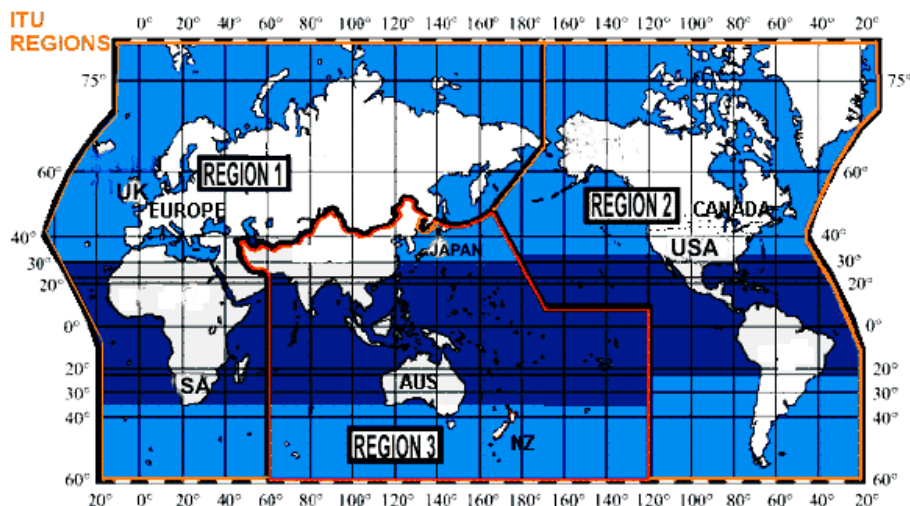 ITU
REGIONS
0° 20° 40° 60° 80° 100° 120° 140° 160° 180° 160° 140° 120° 100° 80° 60° 40° 20°
75° 75°
REGION 1
60° 60°
UK
EUROPE
REGION 2
CANADA
JAPAN
USA
40° 40°
30° 30°
20° 20°
0° 0°
20° 20°
SA
AUS
30° 30°
40° 40°
REGION 3
NZ
60° 60°
20° 0° 20° 40° 60° 80° 100° 120° 140° 160° 180° 160° 140° 120° 100° 80° 60° 40° 20°